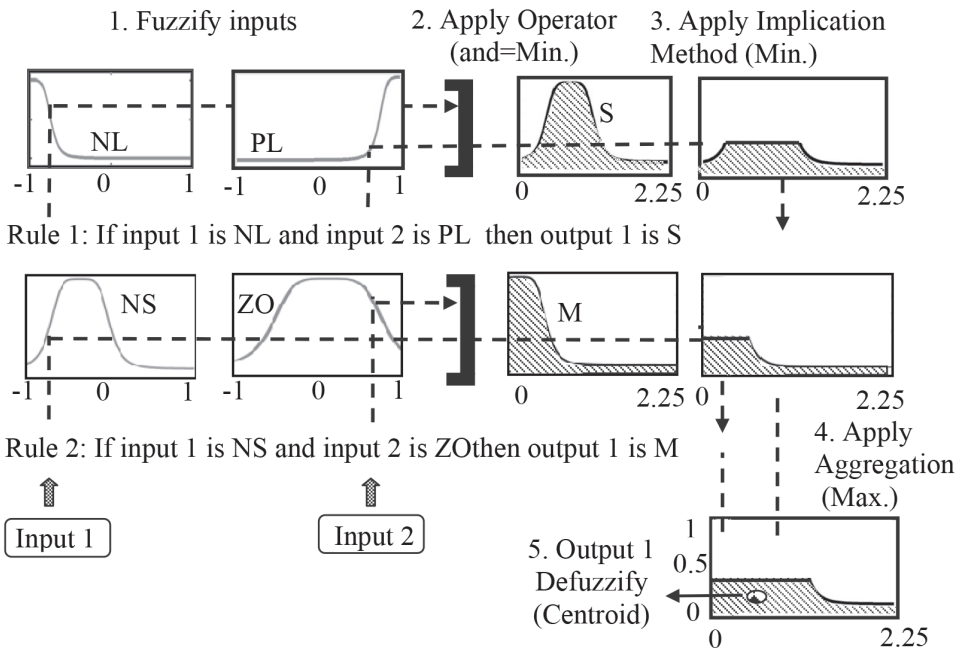 1. Fuzzify inputs
2. Apply Operator
(and=Min.)
3. Apply Implication
Method (Min.)
NL
PL
S
-1 0 1
-1 0 1
0 2.25
0 2.25
Rule 1: If input 1 is NL and input 2 is PL then output 1 is S
NS
ZO
M
-1 0 1
-1 0 1
0 2.25
0 2.25
Rule 2: If input 1 is NS and input 2 is ZOthen output 1 is M
4. Apply
Aggregation
(Max.)
Input 1
Input 2
5. Output 1
Defuzzify
(Centroid)
1
0.5
0
0 2.25